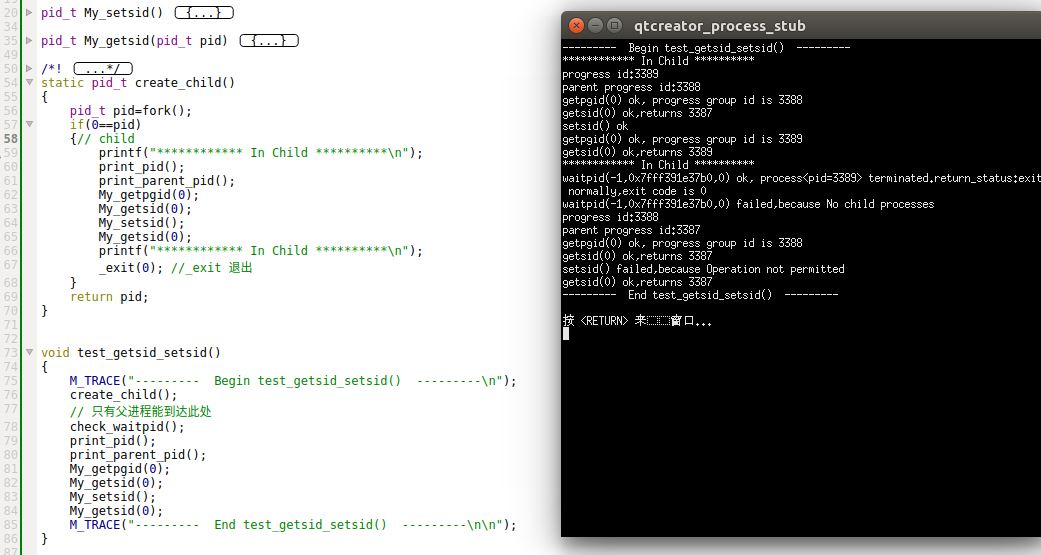 20 pid_t My_setsid() {...}
34
35 pid_t My_getsid(pid_t pid) {...}
49
50 /*! ...*/
54 static pid_t create_child()
55 {
56 pid_t pid=fork();
57 if(0==pid)
58 {// child
59 printf("************ In Child **********\n");
60 print_pid();
61 print_parent_pid();
62 My_getpgid(0);
63 My_getsid(0);
64 My_setsid();
65 My_getsid(0);
66 printf("************ In Child **********\n");
67 _exit(0); //_exit 退出
68 }
69 return pid;
70 }
71
72
73 void test_getsid_setsid()
74 {
75 M_TRACE("---------  Begin test_getsid_setsid()  ---------\n");
76 create_child();
77 // 只有父进程能到达此处
78 check_waitpid();
79 print_pid();
80 print_parent_pid();
81 My_getpgid(0);
82 My_getsid(0);
83 My_setsid();
84 My_getsid(0);
85 M_TRACE("---------  End test_getsid_setsid()  ---------\n\n");
86 }
87
qtcreator_process_stub
---------  Begin test_getsid_setsid()  ---------
************ In Child **********
progress id:3389
parent progress id:3388
getpgid(0) ok, progress group id is 3388
getsid() ok,returns 3387
setsid() ok
getpgid(0) ok, progress group id is 3389
getsid() ok,returns 3389
************ In Child **********
waitpid(-1,0x7fff391e37b0,0) ok, process<pid=3389> terminated.return_status:exit
normally,exit code is 0
waitpid(-1,0x7fff391e37b0,0) failed,because No child processes
progress id:3388
parent progress id:3387
getpgid(0) ok, progress group id is 3388
getsid() ok,returns 3387
setsid() failed,because Operation not permitted
getsid() ok,returns 3387
---------  End test_getsid_setsid()  ---------
按 <RETURN> 来窗口...